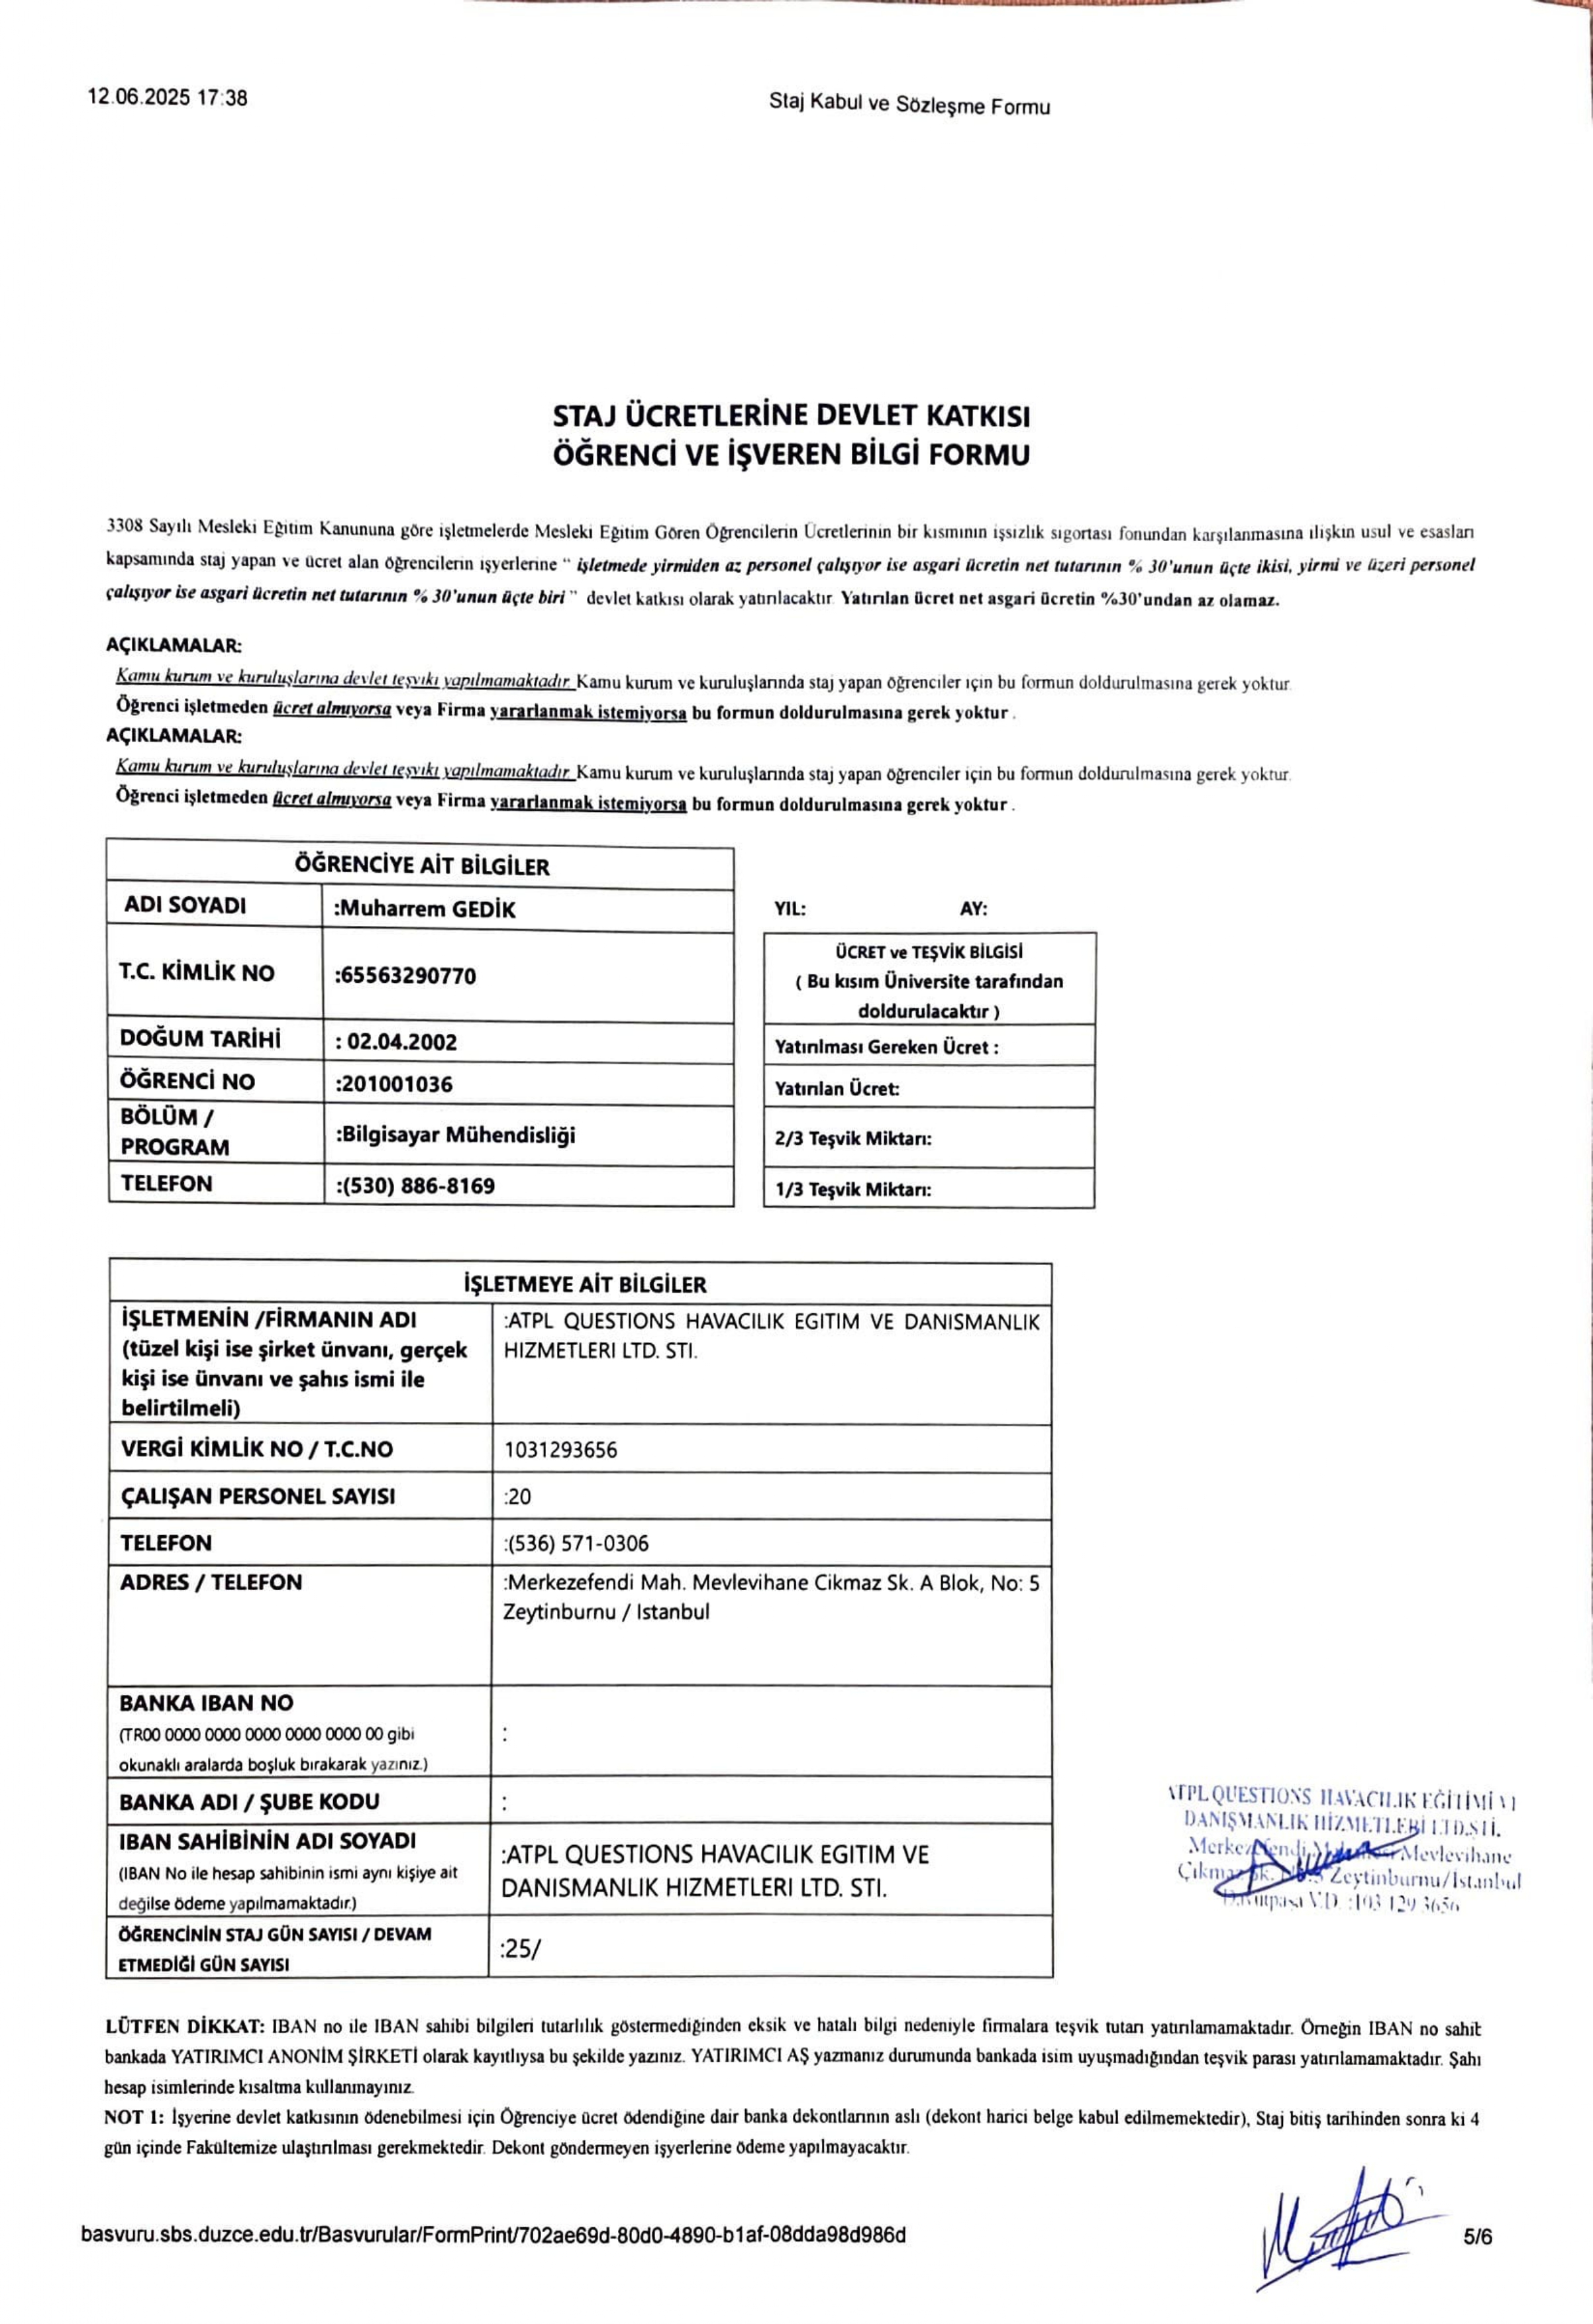 12.06.2025 17:38
Staj Kabul ve Sözleşme Formu
STAJ ÜCRETLERİNE DEVLET KATKISI
ÖĞRENCİ VE İŞVEREN BİLGİ FORMU
3308 Sayılı Mesleki Eğitim Kanununa göre işletmelerde Mesleki Eğitim Gören Öğrencilerin Ücretlerinin bir kısmının işsizlik sigortası fonundan karşılanmasına ilişkin usul ve esasları
kapsamında staj yapan ve ücret alan öğrencilerin işyerlerine " işletmede yirmiden az personel çalışıyor ise asgari ücretin net tutarının % 30'unun üçte ikisi, yirmi ve üzeri personel
çalışıyor ise asgari ücretin net tutarının % 30'unun üçte biri " devlet katkısı olarak yatırılacaktır. Yatırılan ücret net asgari ücretin %30'undan az olamaz.
AÇIKLAMALAR:
Kamu kurum ve kuruluşlarına devlet teşviki yapılmamaktadır. Kamu kurum ve kuruluşlarında staj yapan öğrenciler için bu formun doldurulmasına gerek yoktur.
Öğrenci işletmeden ücret almıyorsa veya Firma yararlanmak istemiyorsa bu formun doldurulmasına gerek yoktur .
AÇIKLAMALAR:
Kamu kurum ve kuruluşlarına devlet teşviki yapılmamaktadır. Kamu kurum ve kuruluşlarında staj yapan öğrenciler için bu formun doldurulmasına gerek yoktur.
Öğrenci işletmeden ücret almıyorsa veya Firma yararlanmak istemiyorsa bu formun doldurulmasına gerek yoktur .
ÖĞRENCİYE AİT BİLGİLER
ADI SOYADI :Muharrem GEDİK
T.C. KİMLİK NO :65563290770
DOĞUM TARİHİ : 02.04.2002
ÖĞRENCİ NO :201001036
BÖLÜM /
PROGRAM :Bilgisayar Mühendisliği
TELEFON :(530) 886-8169
YIL: AY:
ÜCRET ve TEŞVİK BİLGİSİ
( Bu kısım Üniversite tarafından
doldurulacaktır )
Yatırılması Gereken Ücret :
Yatırılan Ücret:
2/3 Teşvik Miktarı:
1/3 Teşvik Miktarı:
İŞLETMEYE AİT BİLGİLER
İŞLETMENİN /FİRMANIN ADI
(tüzel kişi ise şirket ünvanı, gerçek
kişi ise ünvanı ve şahıs ismi ile
belirtilmeli)
:ATPL QUESTIONS HAVACILIK EGITIM VE DANISMANLIK
HIZMETLERI LTD. STI.
VERGİ KİMLİK NO / T.C.NO 1031293656
ÇALIŞAN PERSONEL SAYISI :20
TELEFON :(536) 571-0306
ADRES / TELEFON :Merkezefendi Mah. Mevlevihane Cikmaz Sk. A Blok, No: 5
Zeytinburnu / Istanbul
BANKA IBAN NO
(TR00 0000 0000 0000 0000 0000 00 gibi
okunaklı aralarda boşluk bırakarak yazınız.)
:
BANKA ADI / ŞUBE KODU :
IBAN SAHİBİNİN ADI SOYADI
(IBAN No ile hesap sahibinin ismi aynı kişiye ait
değilse ödeme yapılmamaktadır.)
:ATPL QUESTIONS HAVACILIK EGITIM VE
DANISMANLIK HIZMETLERI LTD. STI.
ÖĞRENCİNİN STAJ GÜN SAYISI / DEVAM
ETMEDİĞİ GÜN SAYISI
:25/
ATPL QUESTIONS HAVACILIK EĞİTİMİ VE
DANIŞMANLIK HİZMETLERİ LTD.ŞTİ.
Merkezefendi Mevlevihane
Çıkmaz Sk. Zeytinburnu/İstanbul
Davutpaşa V.D. :103 129 3656
LÜTFEN DİKKAT: IBAN no ile IBAN sahibi bilgileri tutarlılık göstermediğinden eksik ve hatalı bilgi nedeniyle firmalara teşvik tutarı yatırılamamaktadır. Örneğin IBAN no sahibi
bankada YATIRIMCI ANONİM ŞİRKETİ olarak kayıtlıysa bu şekilde yazınız. YATIRIMCI AŞ yazmanız durumunda bankada isim uyuşmadığından teşvik parası yatırılamamaktadır. Şahı
hesap isimlerinde kısaltma kullanmayınız.
NOT 1: İşyerine devlet katkısının ödenebilmesi için Öğrenciye ücret ödendiğine dair banka dekontlarının aslı (dekont harici belge kabul edilmemektedir), Staj bitiş tarihinden sonra ki 4
gün içinde Fakültemize ulaştırılması gerekmektedir. Dekont göndermeyen işyerlerine ödeme yapılmayacaktır.
basvuru.sbs.duzce.edu.tr/Basvurular/FormPrint/702ae69d-80d0-4890-b1af-08dda98d986d
5/6